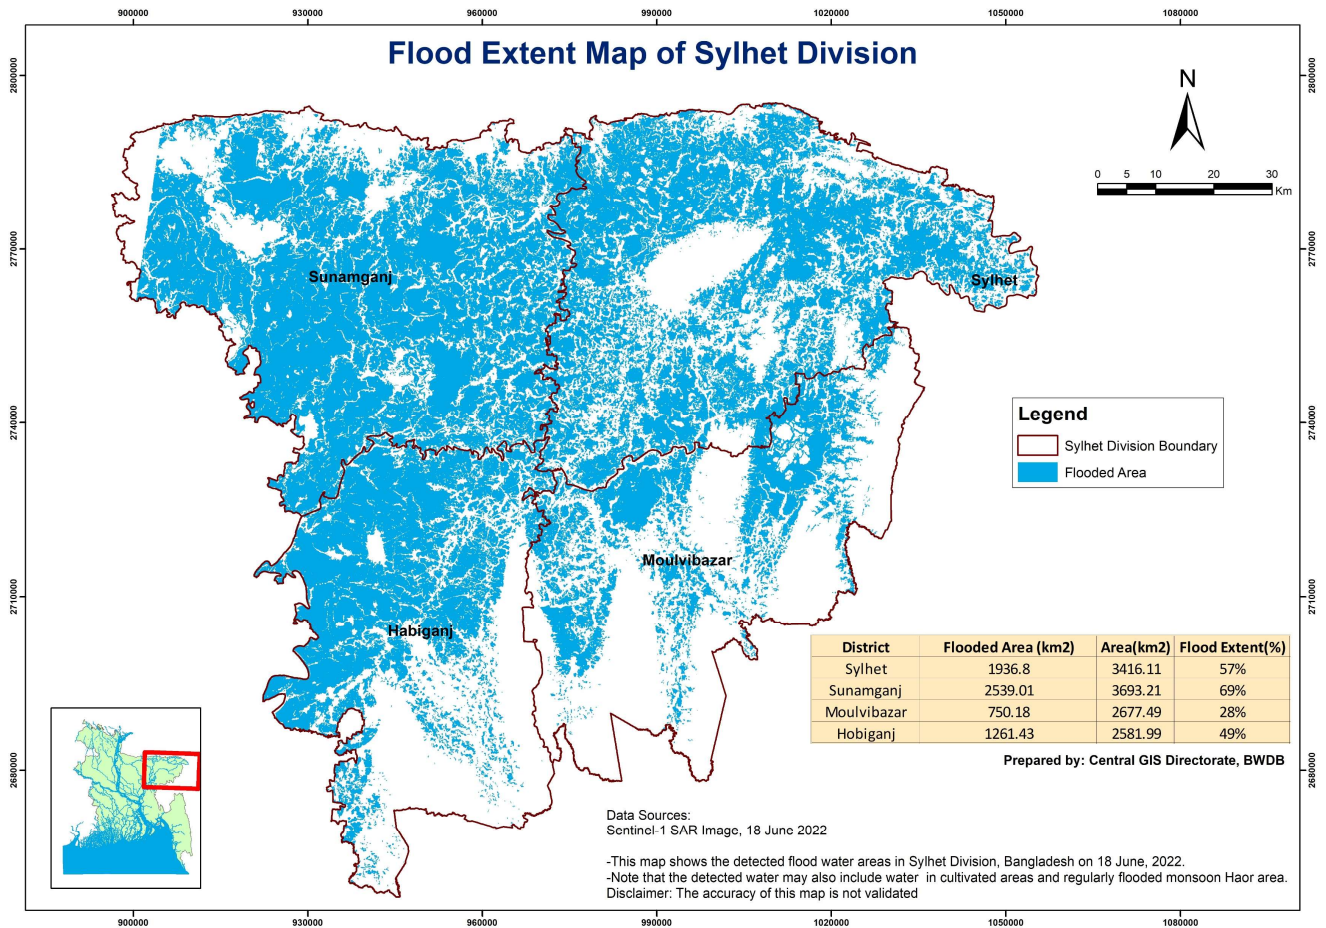 900000 930000 960000 990000 1020000 1050000 1080000
Flood Extent Map of Sylhet Division
2800000
2800000
N
0 5 10 20 30
Km
2770000
2770000
Sunamganj
Sylhet
2740000
2740000
Legend
Sylhet Division Boundary
Flooded Area
Moulvibazar
2710000
2710000
Habiganj
District Flooded Area (km2) Area(km2) Flood Extent(%)
Sylhet 1936.8 3416.11 57%
Sunamganj 2539.01 3693.21 69%
Moulvibazar 750.18 2677.49 28%
Hobiganj 1261.43 2581.99 49%
Prepared by: Central GIS Directorate, BWDB
2680000
2680000
Data Sources:
Sentinel-1 SAR Image, 18 June 2022
-This map shows the detected flood water areas in Sylhet Division, Bangladesh on 18 June, 2022.
-Note that the detected water may also include water in cultivated areas and regularly flooded monsoon Haor area.
Disclaimer: The accuracy of this map is not validated
900000 930000 960000 990000 1020000 1050000 1080000